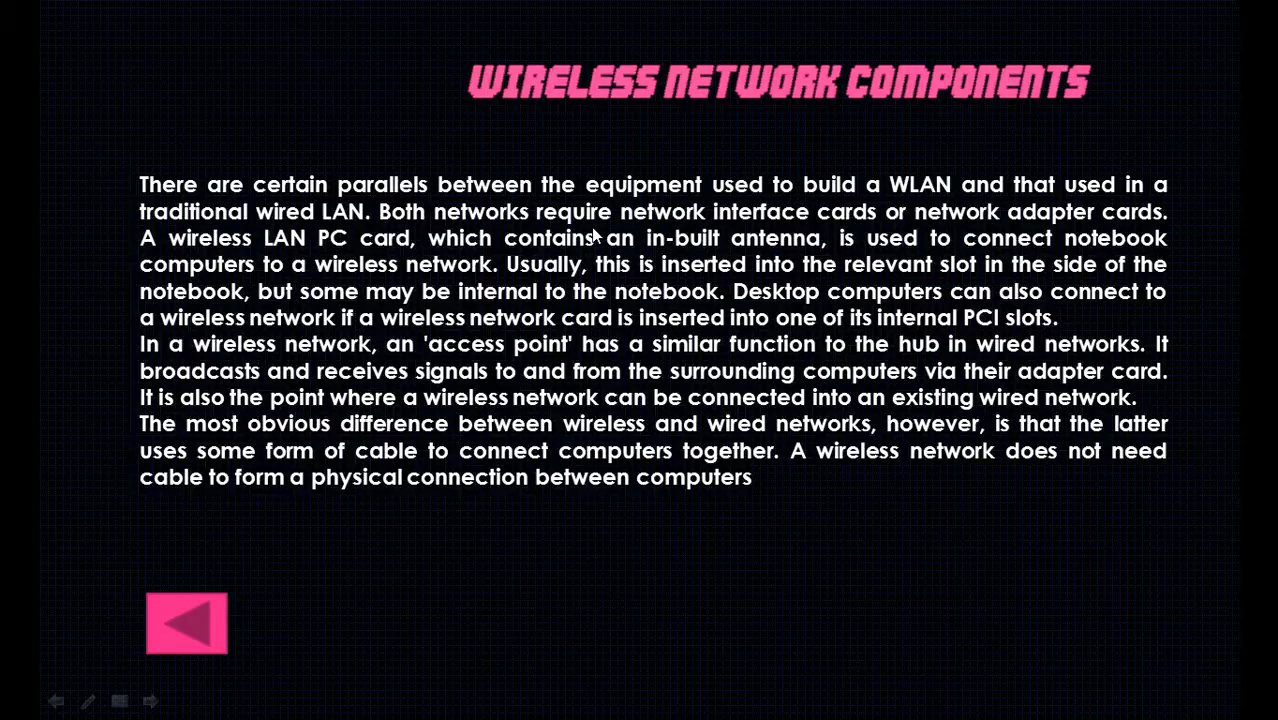 WIRELESS NETWORK COMPONENTS
There are certain parallels between the equipment used to build a WLAN and that used in a
traditional wired LAN. Both networks require network interface cards or network adapter cards.
A wireless LAN PC card, which contains an in-built antenna, is used to connect notebook
computers to a wireless network. Usually, this is inserted into the relevant slot in the side of the
notebook, but some may be internal to the notebook. Desktop computers can also connect to
a wireless network if a wireless network card is inserted into one of its internal PCI slots.
In a wireless network, an 'access point' has a similar function to the hub in wired networks. It
broadcasts and receives signals to and from the surrounding computers via their adapter card.
It is also the point where a wireless network can be connected into an existing wired network.
The most obvious difference between wireless and wired networks, however, is that the latter
uses some form of cable to connect computers together. A wireless network does not need
cable to form a physical connection between computers